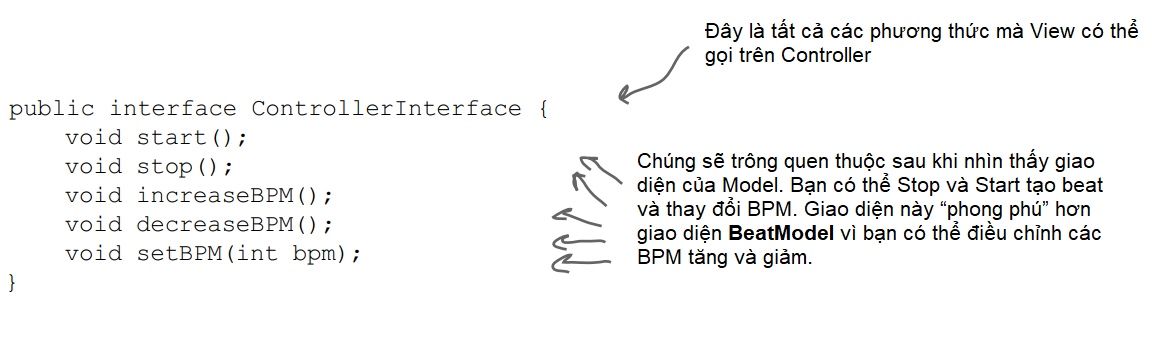 Đây là tất cả các phương thức mà View có thể
gọi trên Controller
public interface ControllerInterface {
void start();
void stop();
void increaseBPM();
void decreaseBPM();
void setBPM(int bpm);
}
Chúng sẽ trông quen thuộc sau khi nhìn thấy giao
diện của Model. Bạn có thể Stop và Start tạo beat
và thay đổi BPM. Giao diện này “phong phú” hơn
giao diện BeatModel vì bạn có thể điều chỉnh các
BPM tăng và giảm.